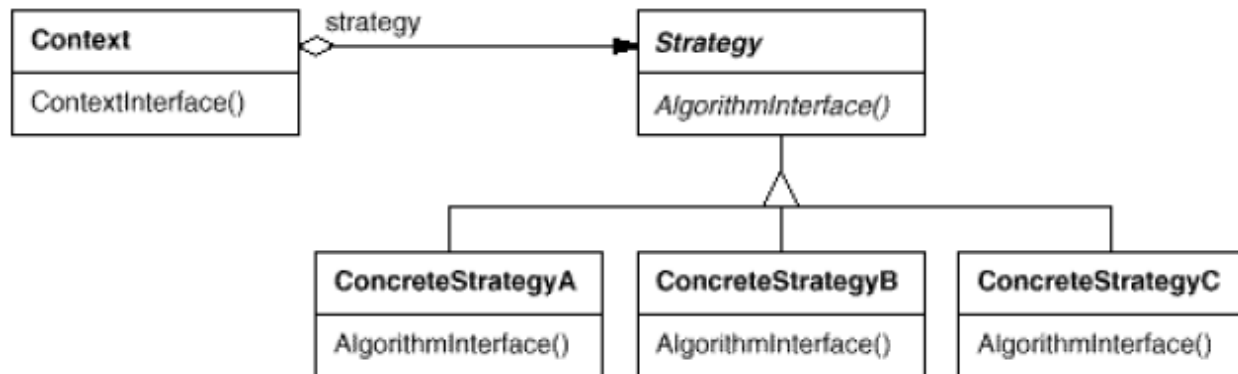 strategy
Context
Strategy
ContextInterface()
AlgorithmInterface()
ConcreteStrategyA
ConcreteStrategyB
ConcreteStrategyC
AlgorithmInterface()
AlgorithmInterface()
AlgorithmInterface()